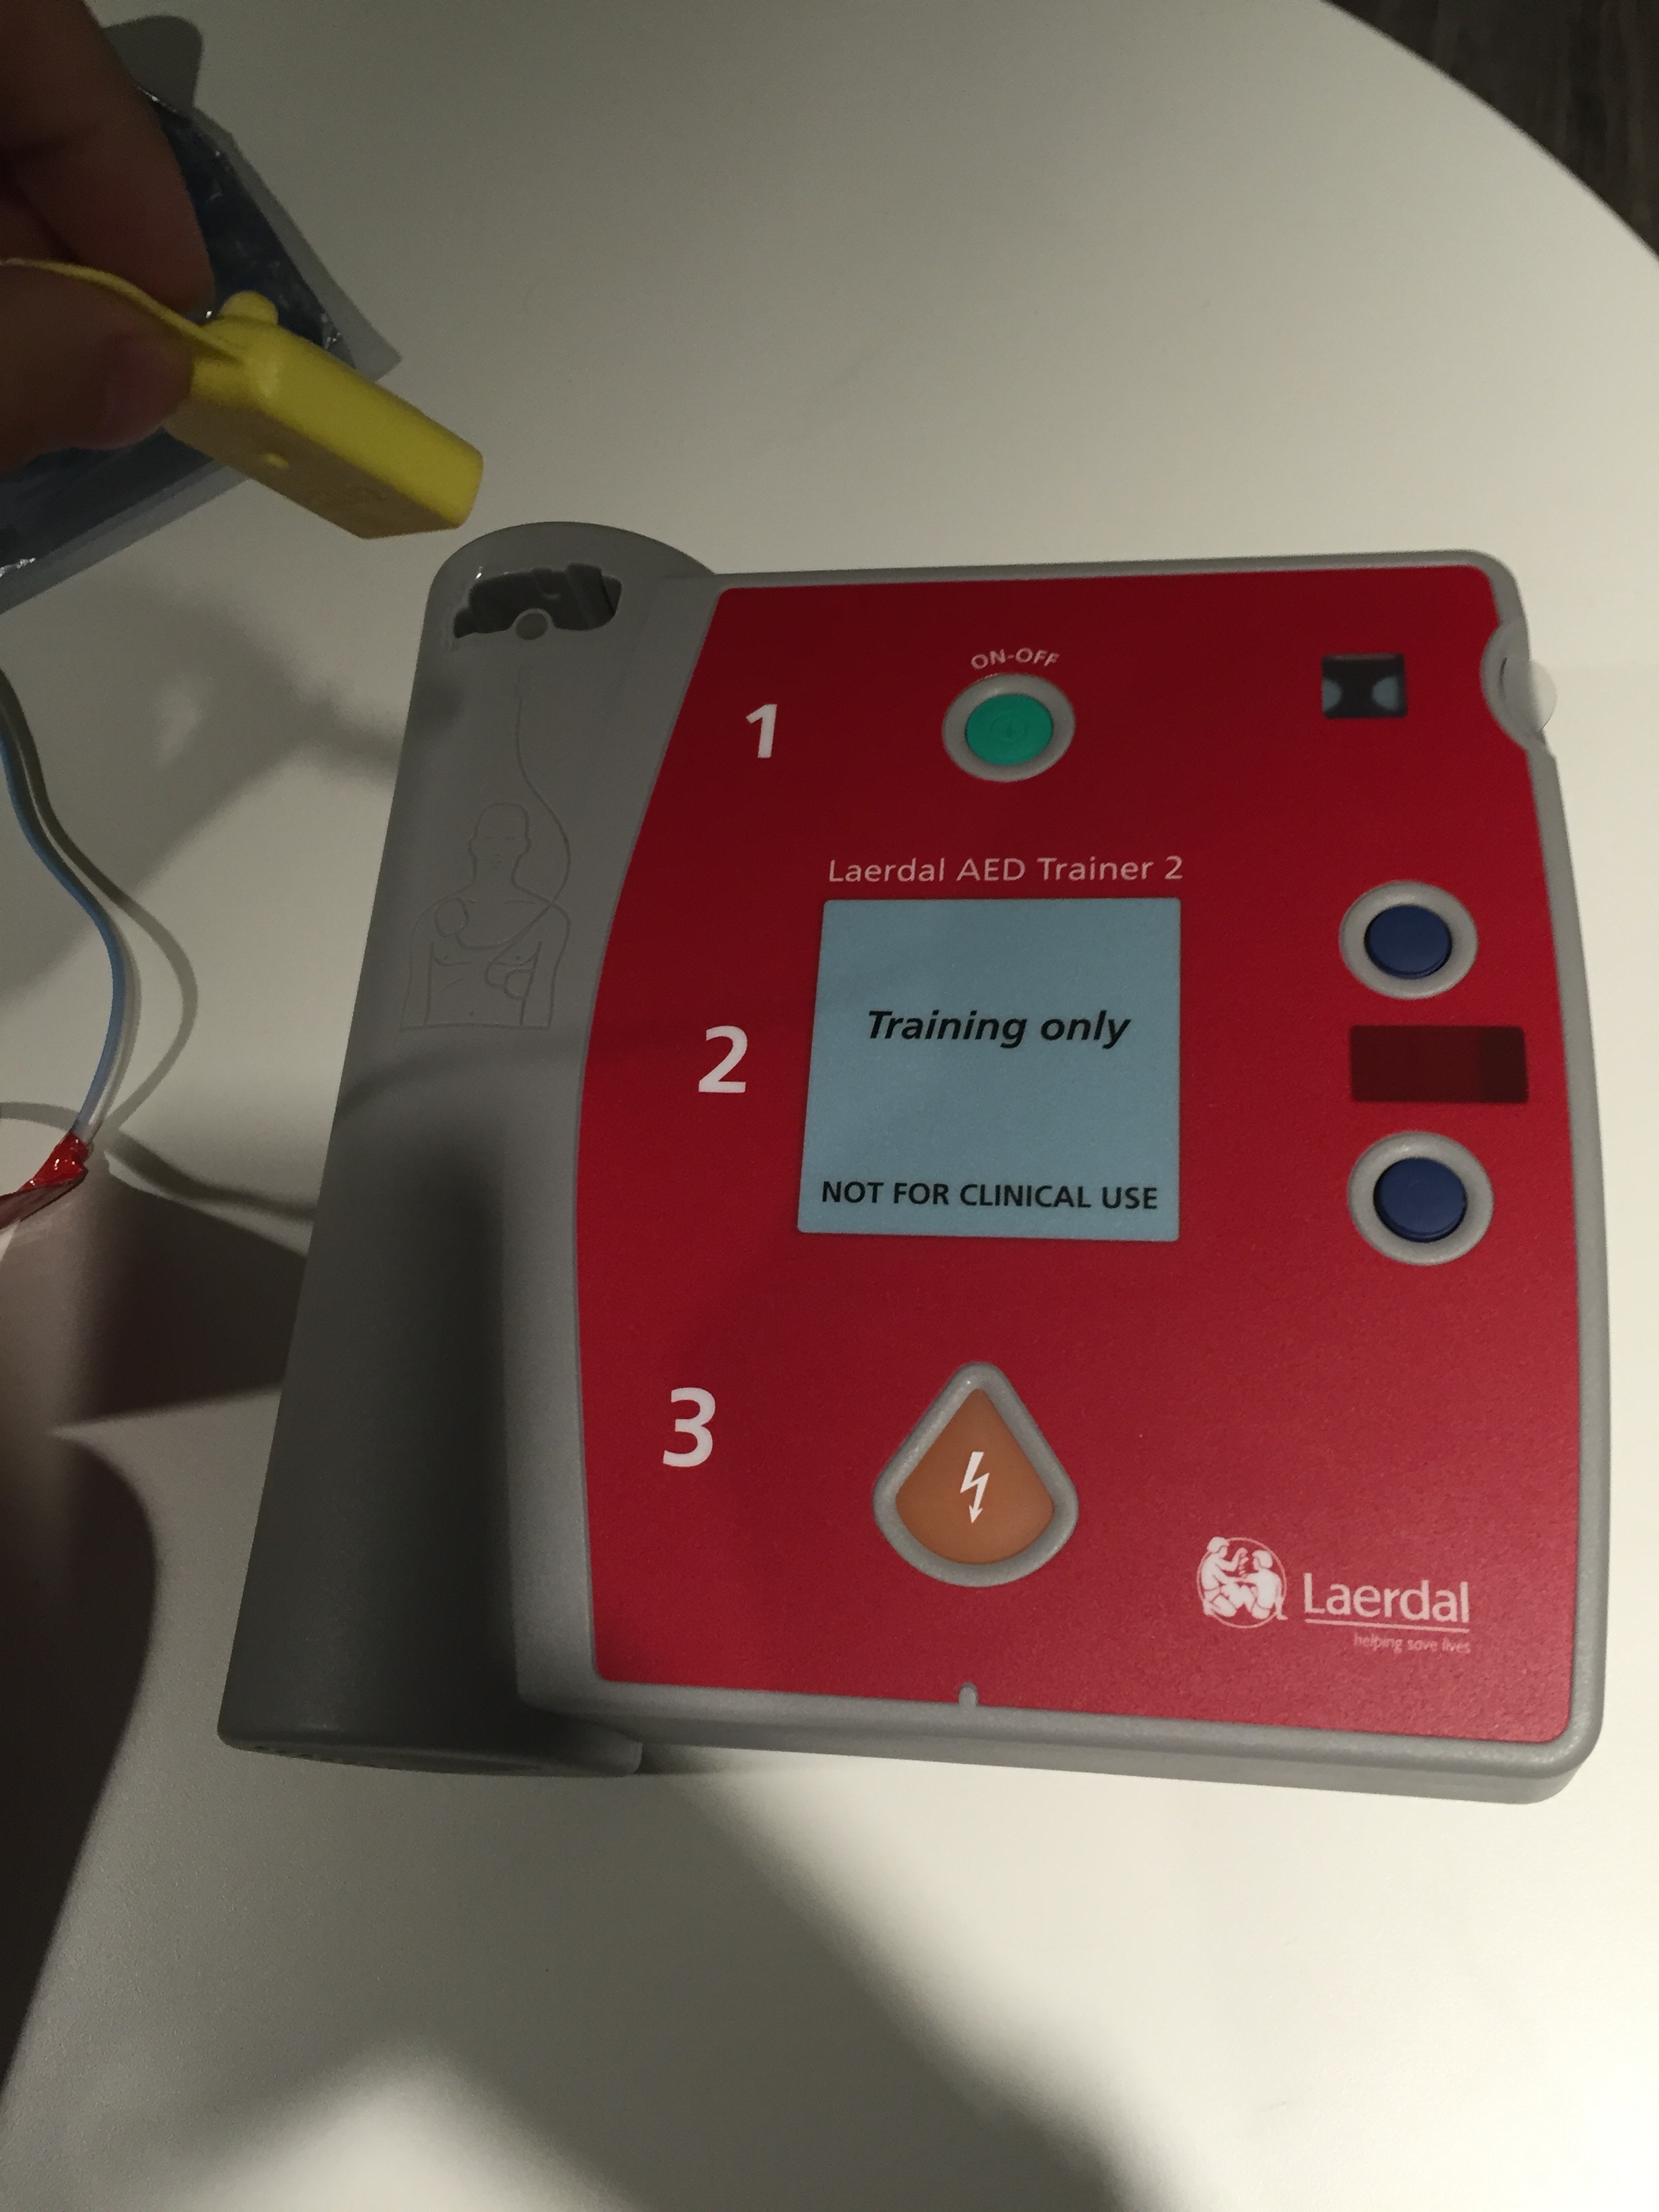 ON-OFF
1
Laerdal AED Trainer 2
Training only
2
NOT FOR CLINICAL USE
3
Laerdal
helping save lives